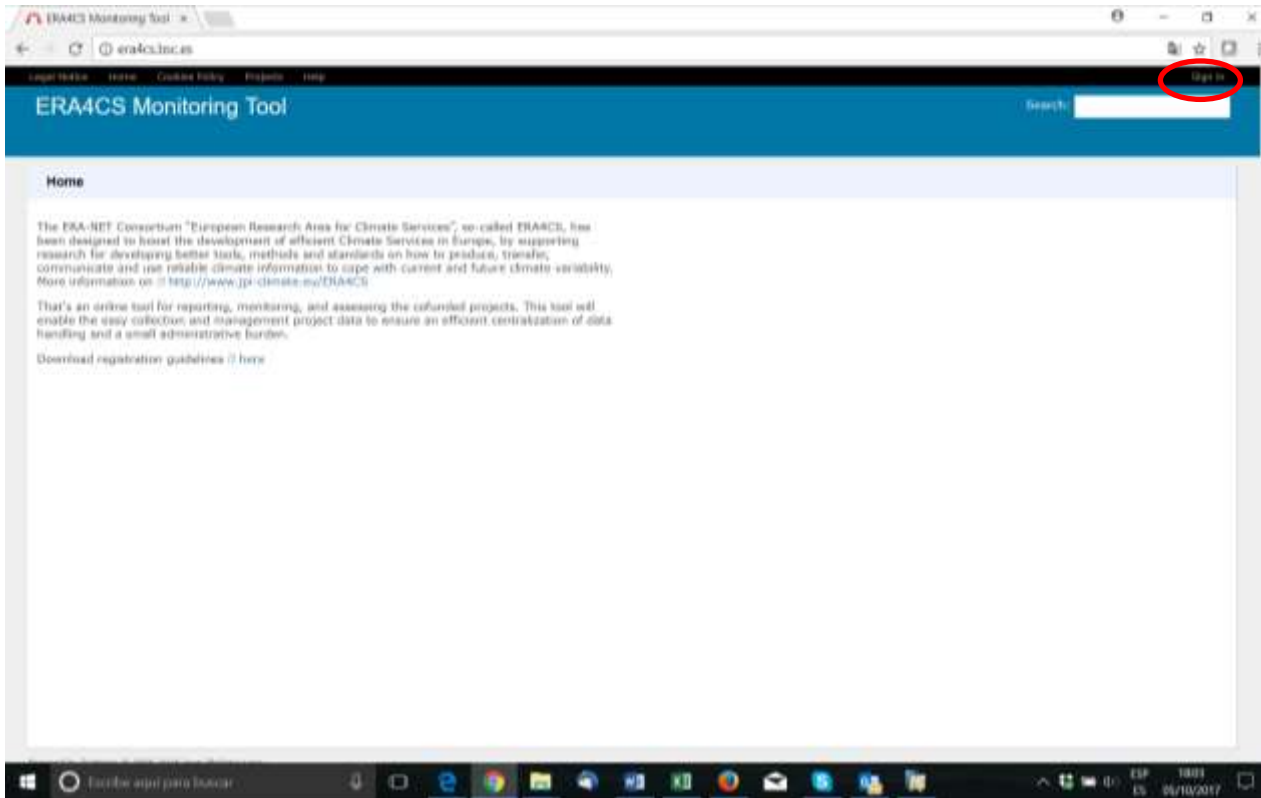 ERA4CS Monitoring Tool
era4cs.inc.es
Legal Notice Home Cookies Policy Projects Help Sign in
ERA4CS Monitoring Tool
Search:
Home
The ERA-NET Consortium "European Research Area for Climate Services", so-called ERA4CS, has
been designed to boost the development of efficient Climate Services in Europe, by supporting
research for developing better tools, methods and standards on how to produce, transfer,
communicate and use reliable climate information to cope with current and future climate variability.
More information on http://www.jpi-climate.eu/ERA4CS
That's an online tool for reporting, monitoring, and assessing the cofunded projects. This tool will
enable the easy collection and management project data to ensure an efficient centralization of data
handling and a small administrative burden.
Download registration guidelines here
Escribe aquí para buscar
ESP
ES
18:03
05/10/2017